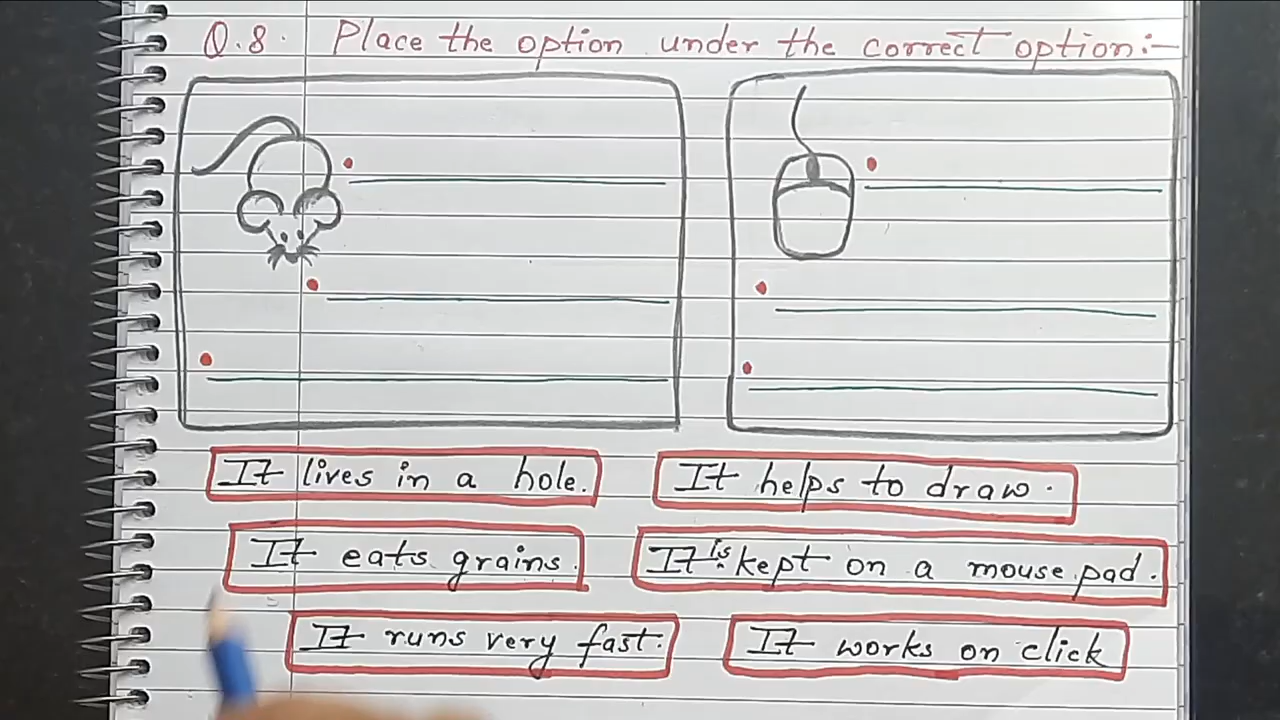 Q.8. Place the option under the correct option:-
It lives in a hole.
It helps to draw.
It eats grains.
It is kept on a mouse pad.
It runs very fast.
It works on click